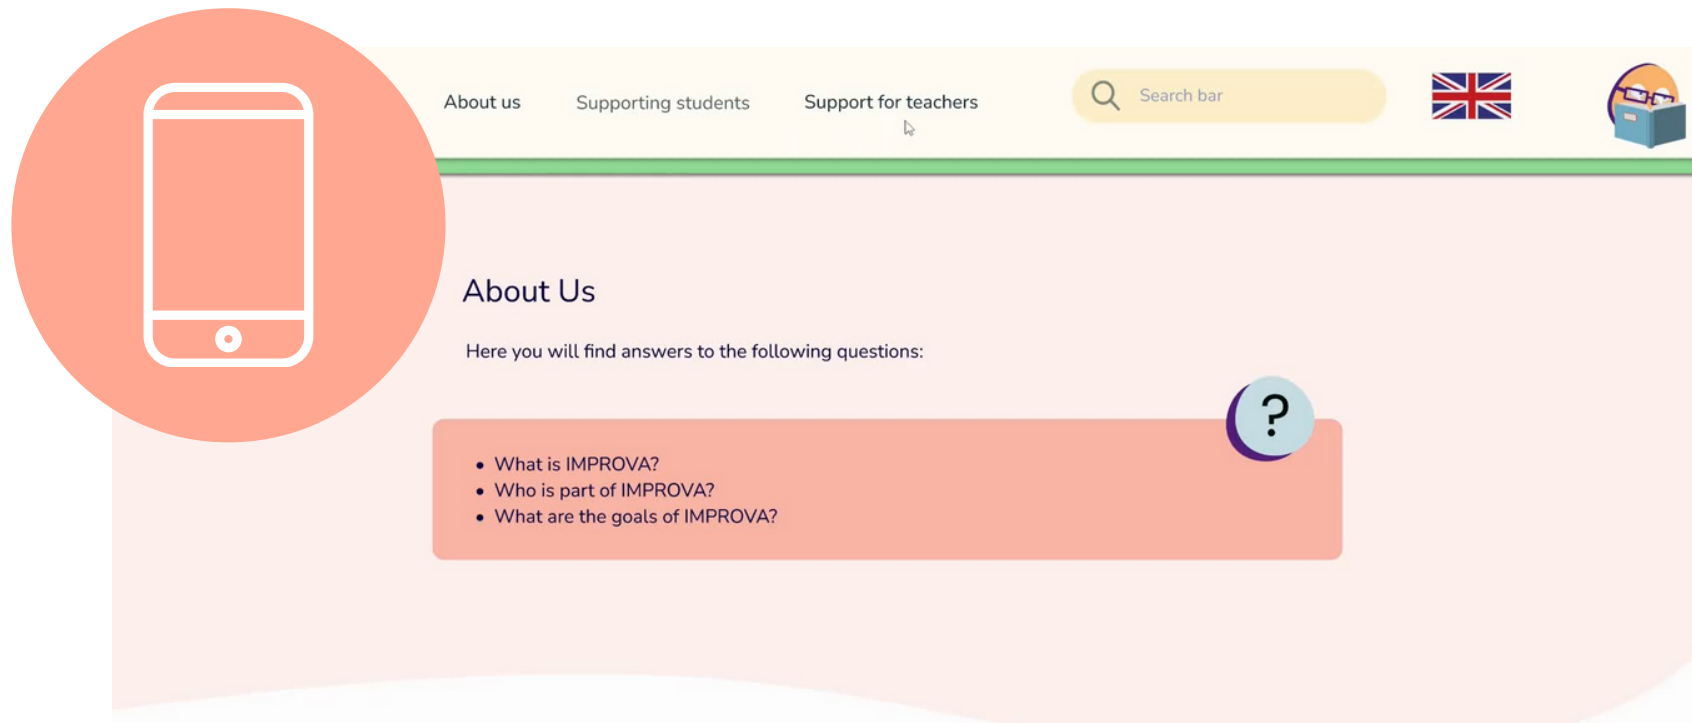 About us
Supporting students
Support for teachers
Search bar
About Us
Here you will find answers to the following questions:
?
• What is IMPROVA?
• Who is part of IMPROVA?
• What are the goals of IMPROVA?